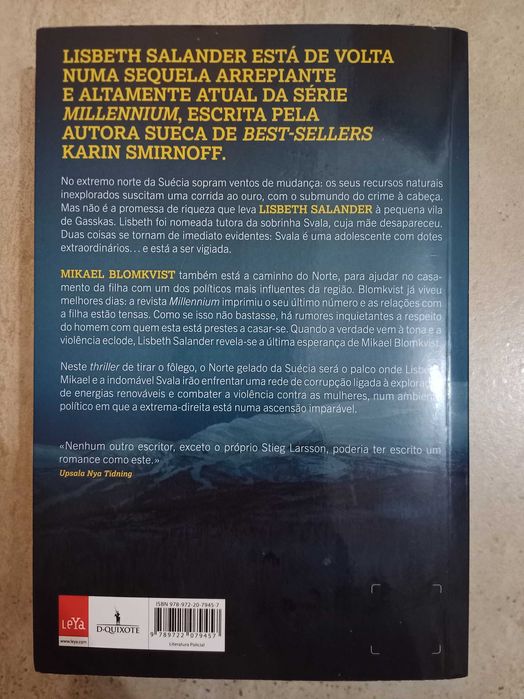 LISBETH SALANDER ESTÁ DE VOLTA
NUMA SEQUELA ARREPIANTE
E ALTAMENTE ATUAL DA SÉRIE
MILLENNIUM, ESCRITA PELA
AUTORA SUECA DE BEST-SELLERS
KARIN SMIRNOFF.
No extremo norte da Suécia sopram ventos de mudança: os seus recursos naturais
inexplorados suscitam uma corrida ao ouro, com o submundo do crime à cabeça.
Mas não é a promessa de riqueza que leva LISBETH SALANDER à pequena vila
de Gasskas. Lisbeth foi nomeada tutora da sobrinha Svala, cuja mãe desapareceu.
Duas coisas se tornam de imediato evidentes: Svala é uma adolescente com dotes
extraordinários... e está a ser vigiada.
MIKAEL BLOMKVIST também está a caminho do Norte, para ajudar no casa-
mento da filha com um dos políticos mais influentes da região. Blomkvist já viveu
melhores dias: a revista Millennium imprimiu o seu último número e as relações com
a filha estão tensas. Como se isso não bastasse, há rumores inquietantes a respeito
do homem com quem esta está prestes a casar-se. Quando a verdade vem à tona e a
violência eclode, Lisbeth Salander revela-se a última esperança de Mikael Blomkvist.
Neste thriller de tirar o fôlego, o Norte gelado da Suécia será o palco onde Lisbeth,
Mikael e a indomável Svala irão enfrentar uma rede de corrupção ligada à exploração
de energias renováveis e combater a violência contra as mulheres, num ambiente
político em que a extrema-direita está numa ascensão imparável.
«Nenhum outro escritor, exceto o próprio Stieg Larsson, poderia ter escrito um
romance como este.»
Upsala Nya Tidning
ISBN 978-972-20-7945-7
9 789722 079457
Literatura Policial
LeYa
www.leya.com
D·QUIXOTE